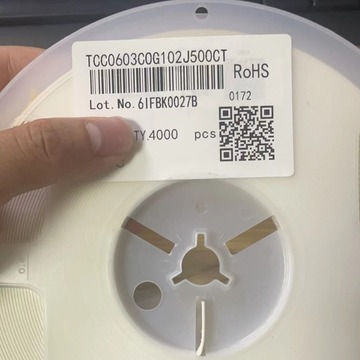 TCC0603C0G102J500CT
RoHS
Lot.No.6IFBK0027B
0172
TY.4000 pcs